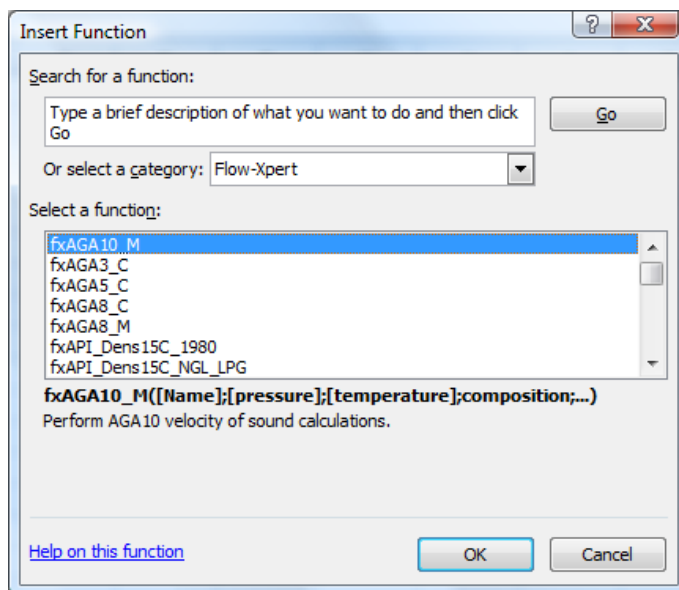 Insert Function
Search for a function:
Type a brief description of what you want to do and then click
Go
Go
Or select a category: Flow-Xpert
Select a function:
fxAGA10_M
fxAGA3_C
fxAGA5_C
fxAGA8_C
fxAGA8_M
fxAPI_Dens15C_1980
fxAPI_Dens15C_NGL_LPG
fxAGA10_M([Name];[pressure];[temperature];composition;...)
Perform AGA10 velocity of sound calculations.
Help on this function
OK Cancel